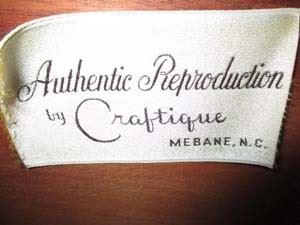 Authentic Reproduction
by Craftique
MEBANE, N.C.